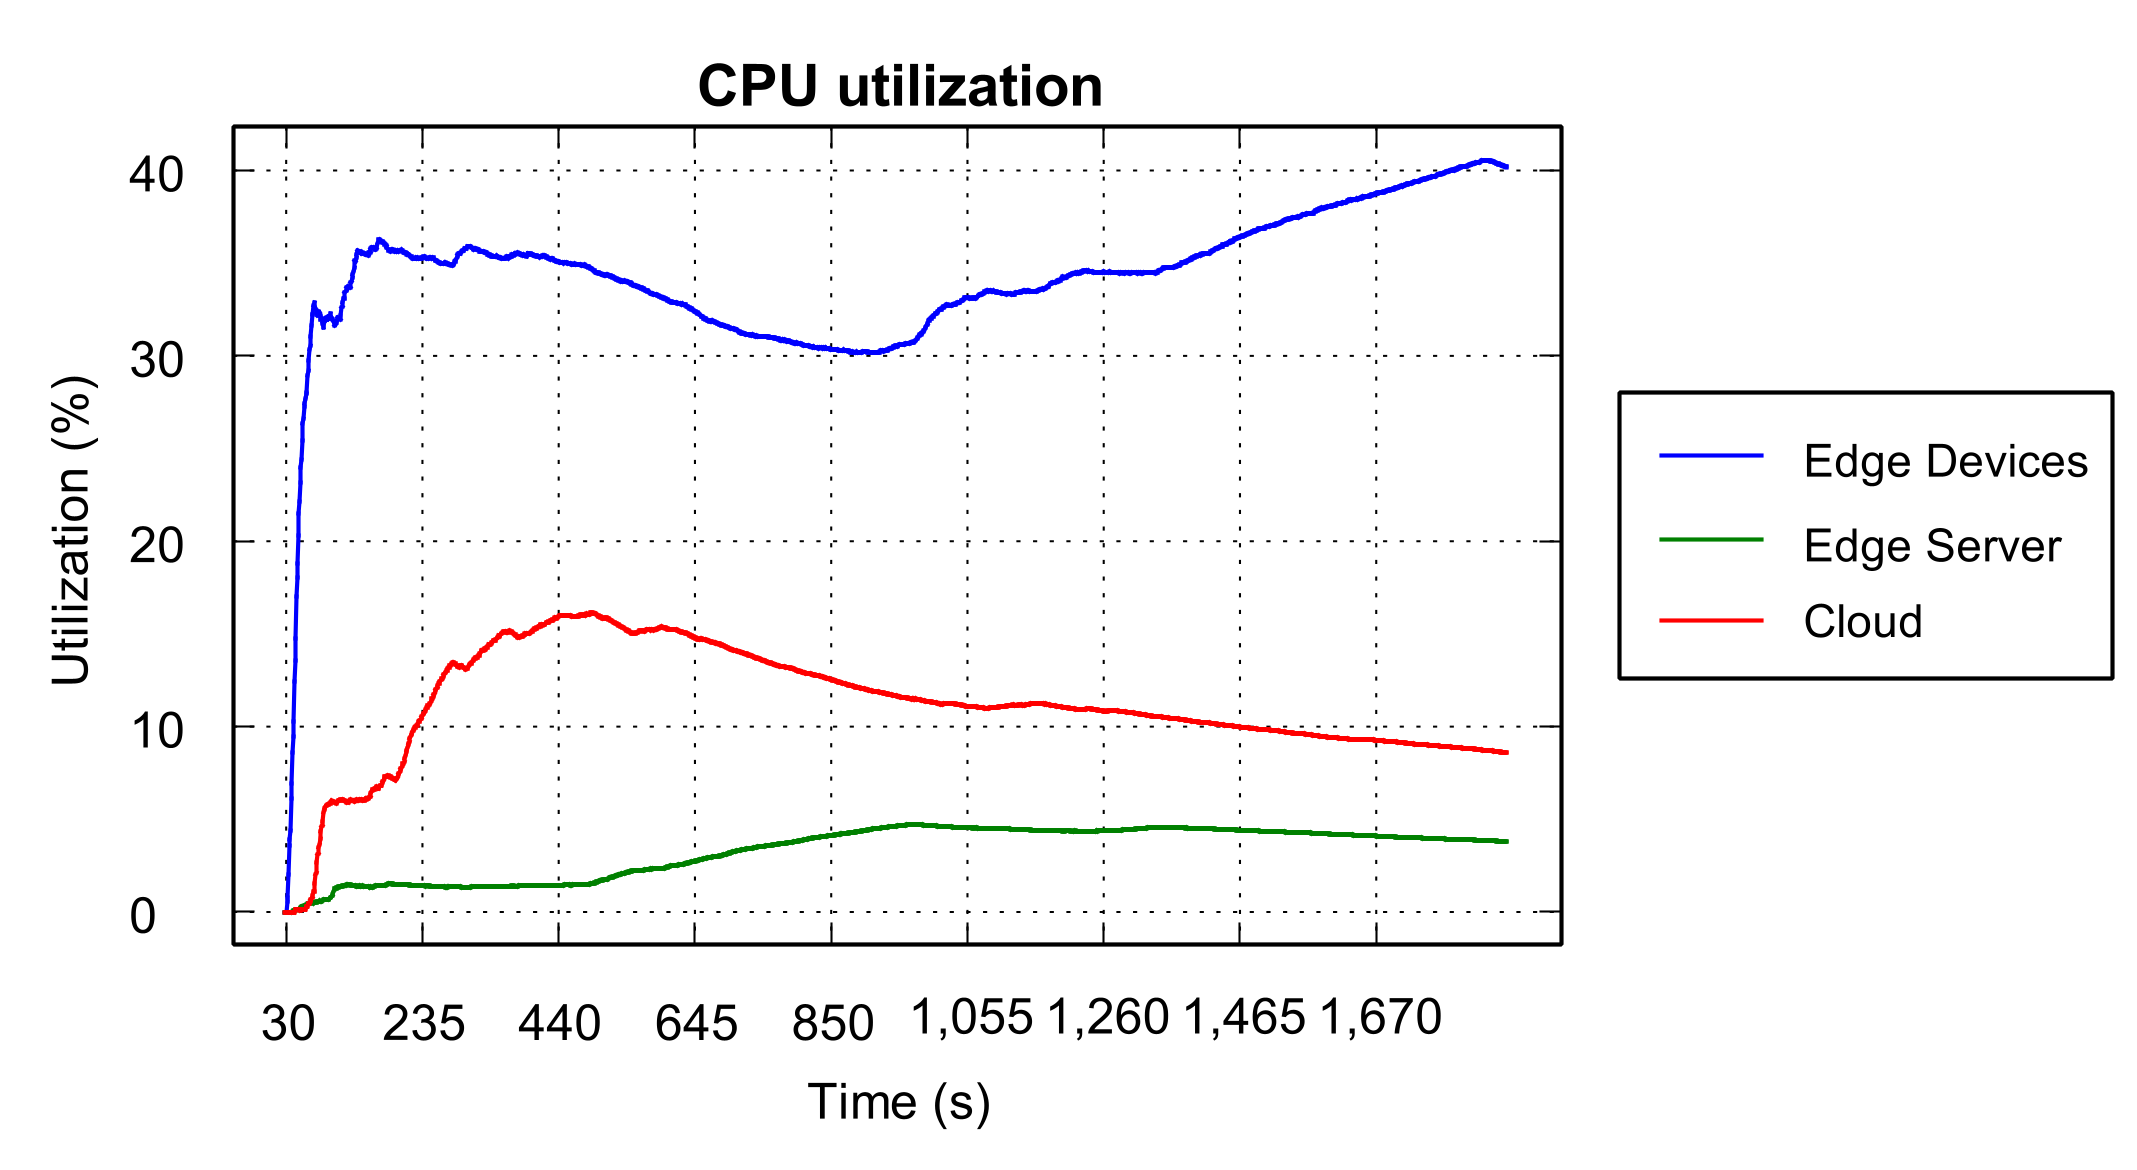 CPU utilization
40
30
20
10
0
Utilization (%)
30 235 440 645 850 1,055 1,260 1,465 1,670
Time (s)
Edge Devices
Edge Server
Cloud